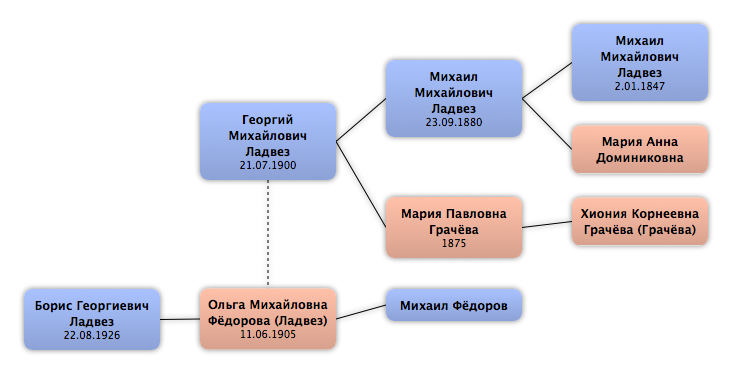 Михаил
Михайлович
Ладвез
2.01.1847
Михаил
Михайлович
Ладвез
23.09.1880
Георгий
Михайлович
Ладвез
21.07.1900
Мария Анна
Доминиковна
Мария Павловна
Грачёва
1875
Хиония Корнеевна
Грачёва (Грачёва)
Борис Георгиевич
Ладвез
22.08.1926
Ольга Михайловна
Фёдорова (Ладвез)
11.06.1905
Михаил Фёдоров